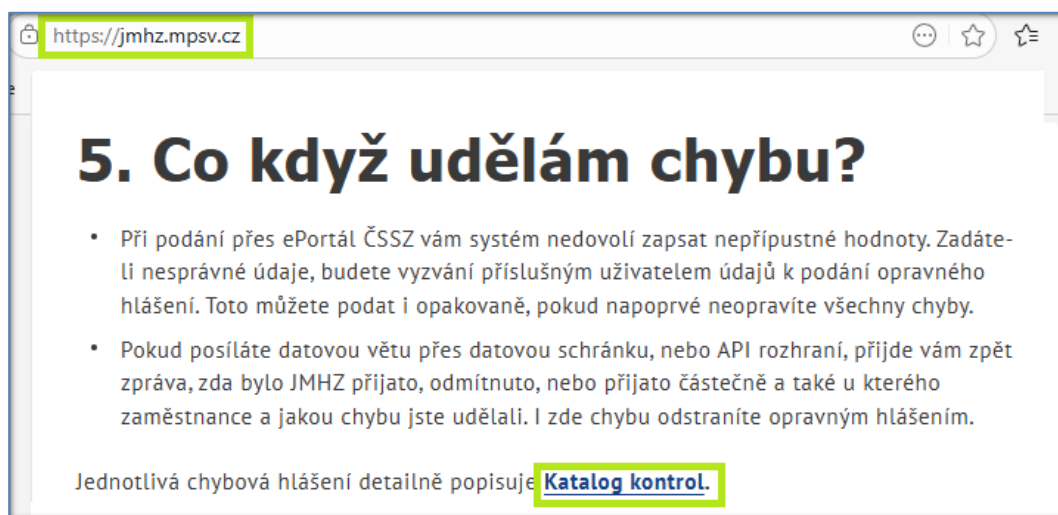 https://jmhz.mpsv.cz
5. Co když udělám chybu?
• Při podání přes ePortál ČSSZ vám systém nedovolí zapsat nepřípustné hodnoty. Zadáte-
li nesprávné údaje, budete vyzvání příslušným uživatelem údajů k podání opravného
hlášení. Toto můžete podat i opakovaně, pokud napoprvé neopravíte všechny chyby.
• Pokud posíláte datovou větu přes datovou schránku, nebo API rozhraní, přijde vám zpět
zpráva, zda bylo JMHZ přijato, odmítnuto, nebo přijato částečně a také u kterého
zaměstnance a jakou chybu jste udělali. I zde chybu odstraníte opravným hlášením.
Jednotlivá chybová hlášení detailně popisuje Katalog kontrol.